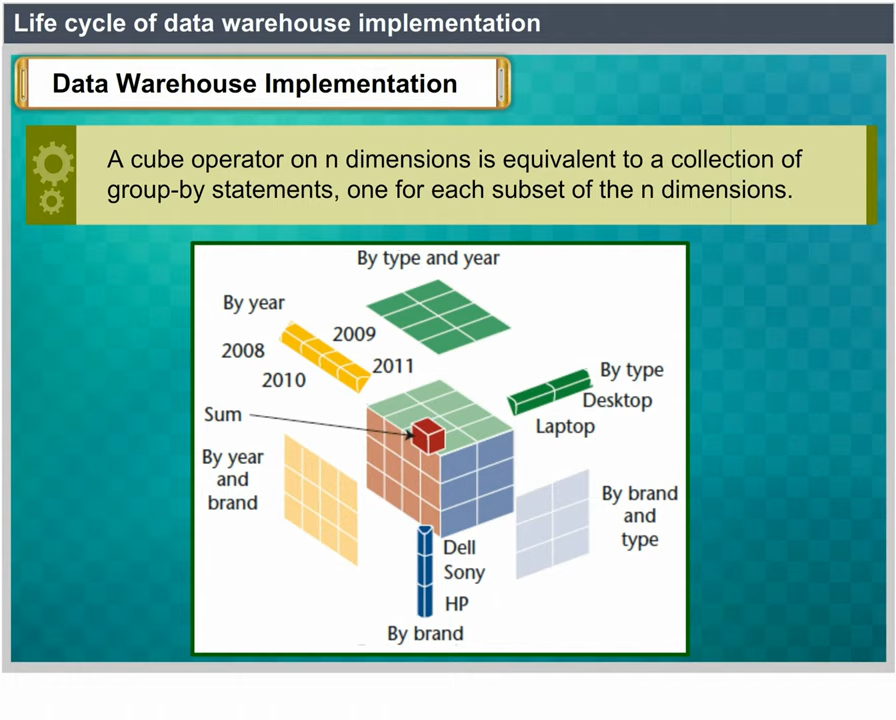 Life cycle of data warehouse implementation
Data Warehouse Implementation
A cube operator on n dimensions is equivalent to a collection of
group-by statements, one for each subset of the n dimensions.
By type and year
By year
2009
2008
2011
2010
By type
Desktop
Laptop
Sum
By year
and
brand
By brand
and
type
Dell
Sony
HP
By brand